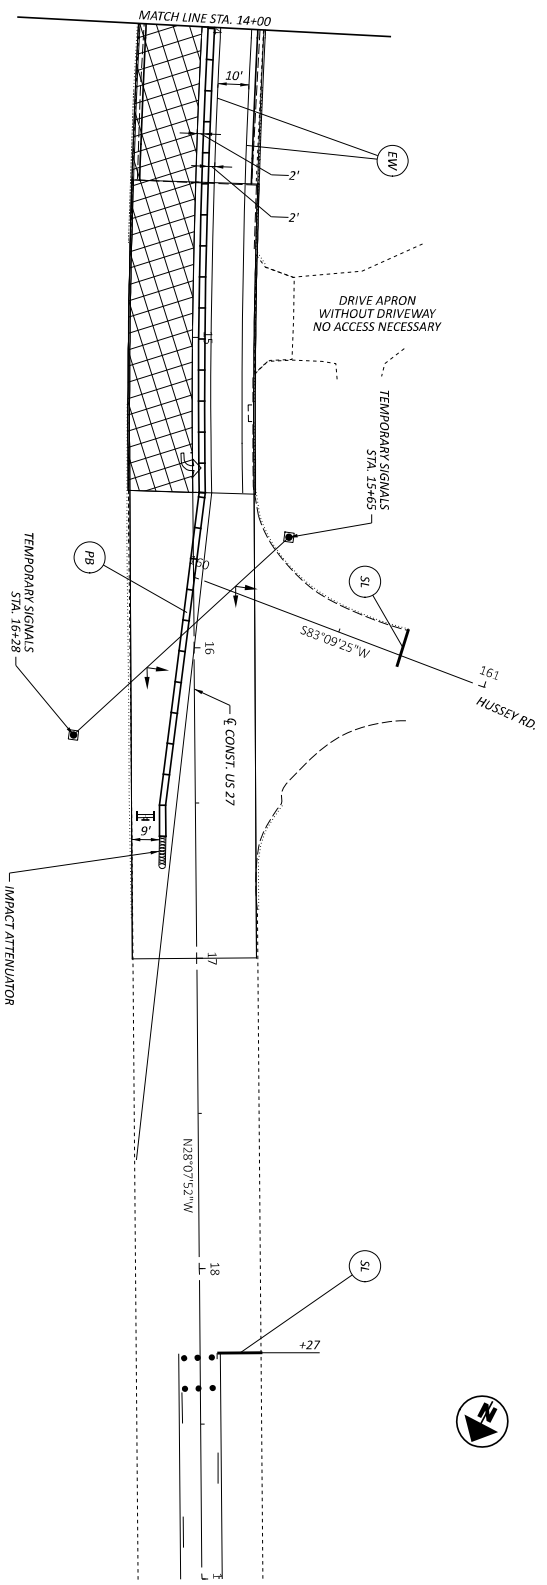 MATCH LINE STA. 14+00
10'
EW
2'
2'
DRIVE APRON
WITHOUT DRIVEWAY
NO ACCESS NECESSARY
15
TEMPORARY SIGNALS
STA. 15+65
PB
SL
160
S83°09'25"W
161
HUSSEY RD.
TEMPORARY SIGNALS
STA. 16+28
16
℄ CONST. US 27
9'
IMPACT ATTENUATOR
17
N28°07'52"W
18
SL
+27
N